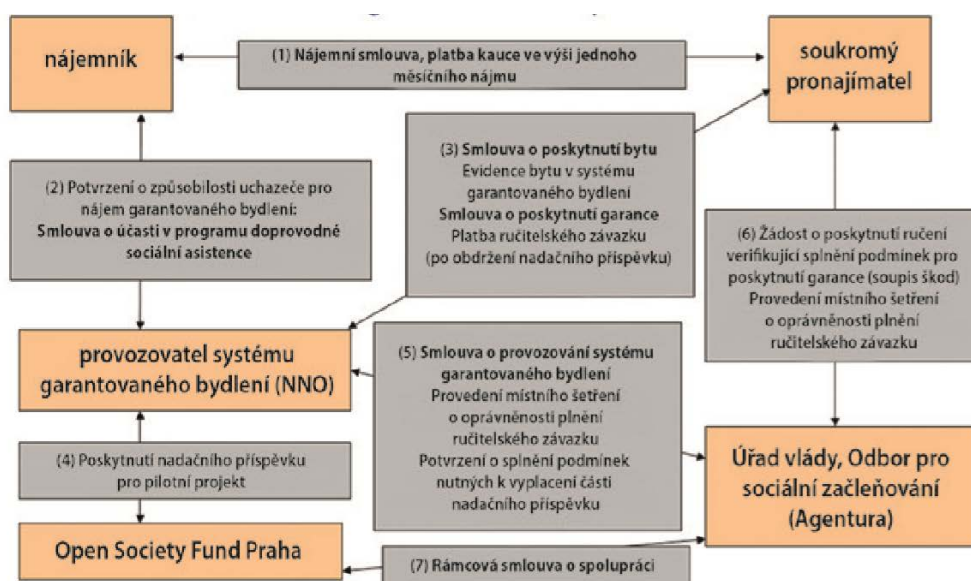 nájemník
(1) Nájemní smlouva, platba kauce ve výši jednoho
měsíčního nájmu
soukromý
pronajímatel
(2) Potvrzení o způsobilosti uchazeče pro
nájem garantovaného bydlení:
Smlouva o účasti v programu doprovodné
sociální asistence
(3) Smlouva o poskytnutí bytu
Evidence bytu v systému
garantovaného bydlení
Smlouva o poskytnutí garance
Platba ručitelského závazku
(po obdržení nadačního příspěvku)
(6) Žádost o poskytnutí ručení
verifikující splnění podmínek pro
poskytnutí garance (soupis škod)
Provedení místního šetření
o oprávněnosti plnění
ručitelského závazku
provozovatel systému
garantovaného bydlení (NNO)
(5) Smlouva o provozování systému
garantovaného bydlení
Provedení místního šetření
o oprávněnosti plnění
ručitelského závazku
Potvrzení o splnění podmínek
nutných k vyplacení části
nadačního příspěvku
(4) Poskytnutí nadačního příspěvku
pro pilotní projekt
Úřad vlády, Odbor pro
sociální začleňování
(Agentura)
Open Society Fund Praha
(7) Rámcová smlouva o spolupráci